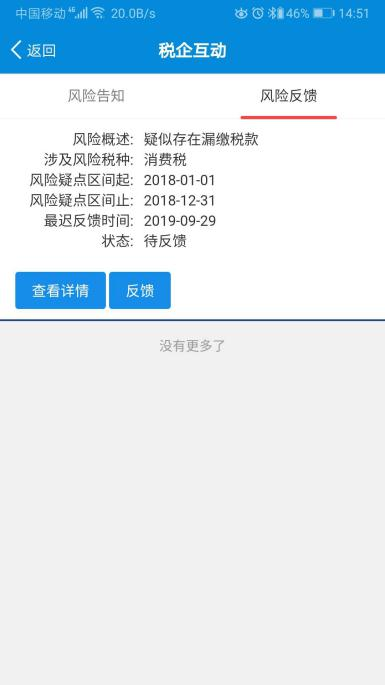 中国移动 4G 20.0B/s 46% 14:51
返回 税企互动
风险告知 风险反馈
风险概述: 疑似存在漏缴税款
涉及风险税种: 消费税
风险疑点区间起: 2018-01-01
风险疑点区间止: 2018-12-31
最迟反馈时间: 2019-09-29
状态: 待反馈
查看详情 反馈
没有更多了